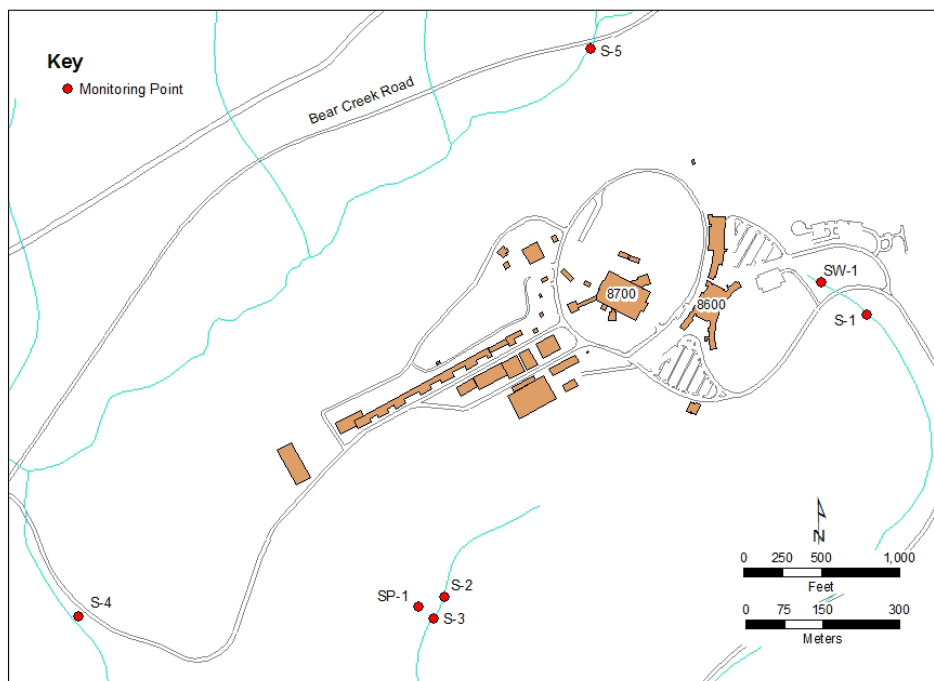 Key
Monitoring Point
S-5
Bear Creek Road
SW-1
8700
8600
S-1
N
0 250 500 1,000
Feet
S-2
SP-1
S-4
S-3
0 75 150 300
Meters